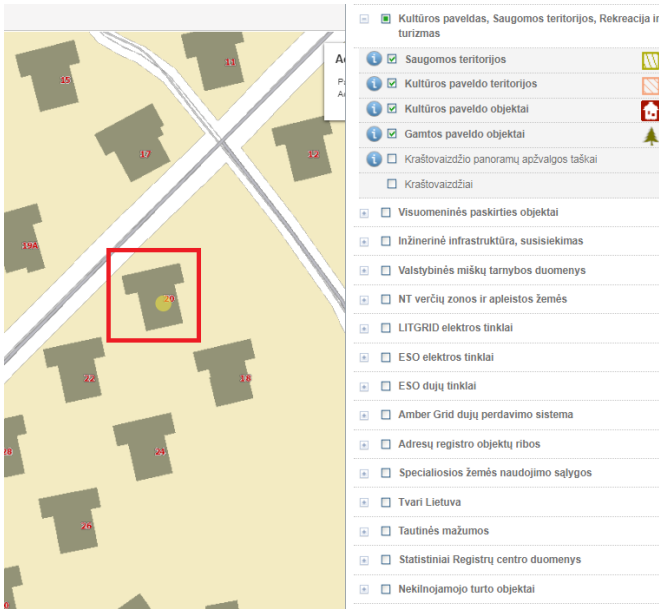 15
14
17
12
19A
20
22
18
28
24
26
Kultūros paveldas, Saugomos teritorijos, Rekreacija ir
turizmas
Saugomos teritorijos
Kultūros paveldo teritorijos
Kultūros paveldo objektai
Gamtos paveldo objektai
Kraštovaizdžio panoramų apžvalgos taškai
Kraštovaizdžiai
Visuomeninės paskirties objektai
Inžinerinė infrastruktūra, susisiekimas
Valstybinės miškų tarnybos duomenys
NT verčių zonos ir apleistos žemės
LITGRID elektros tinklai
ESO elektros tinklai
ESO dujų tinklai
Amber Grid dujų perdavimo sistema
Adresų registro objektų ribos
Specialiosios žemės naudojimo sąlygos
Tvari Lietuva
Tautinės mažumos
Statistiniai Registrų centro duomenys
Nekilnojamojo turto objektai